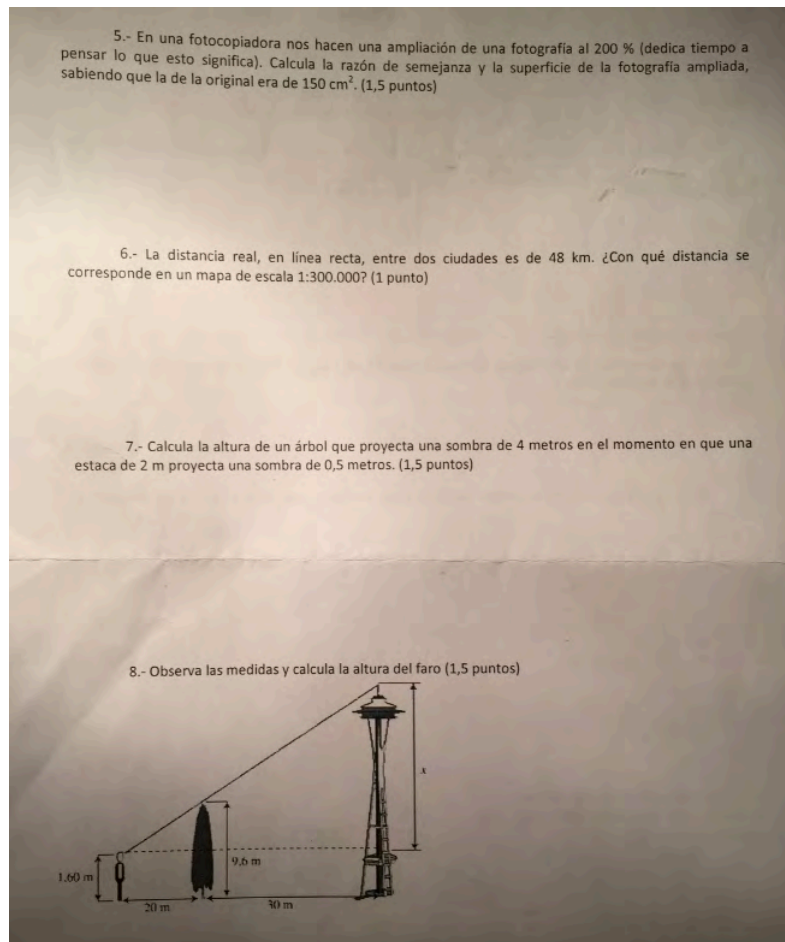 5.- En una fotocopiadora nos hacen una ampliación de una fotografía al 200 % (dedica tiempo a
pensar lo que esto significa). Calcula la razón de semejanza y la superficie de la fotografía ampliada,
sabiendo que la de la original era de 150 cm². (1,5 puntos)
6.- La distancia real, en línea recta, entre dos ciudades es de 48 km. ¿Con qué distancia se
corresponde en un mapa de escala 1:300.000? (1 punto)
7.- Calcula la altura de un árbol que proyecta una sombra de 4 metros en el momento en que una
estaca de 2 m proyecta una sombra de 0,5 metros. (1,5 puntos)
8.- Observa las medidas y calcula la altura del faro (1,5 puntos)
x
9,6 m
1.60 m
20 m
30 m